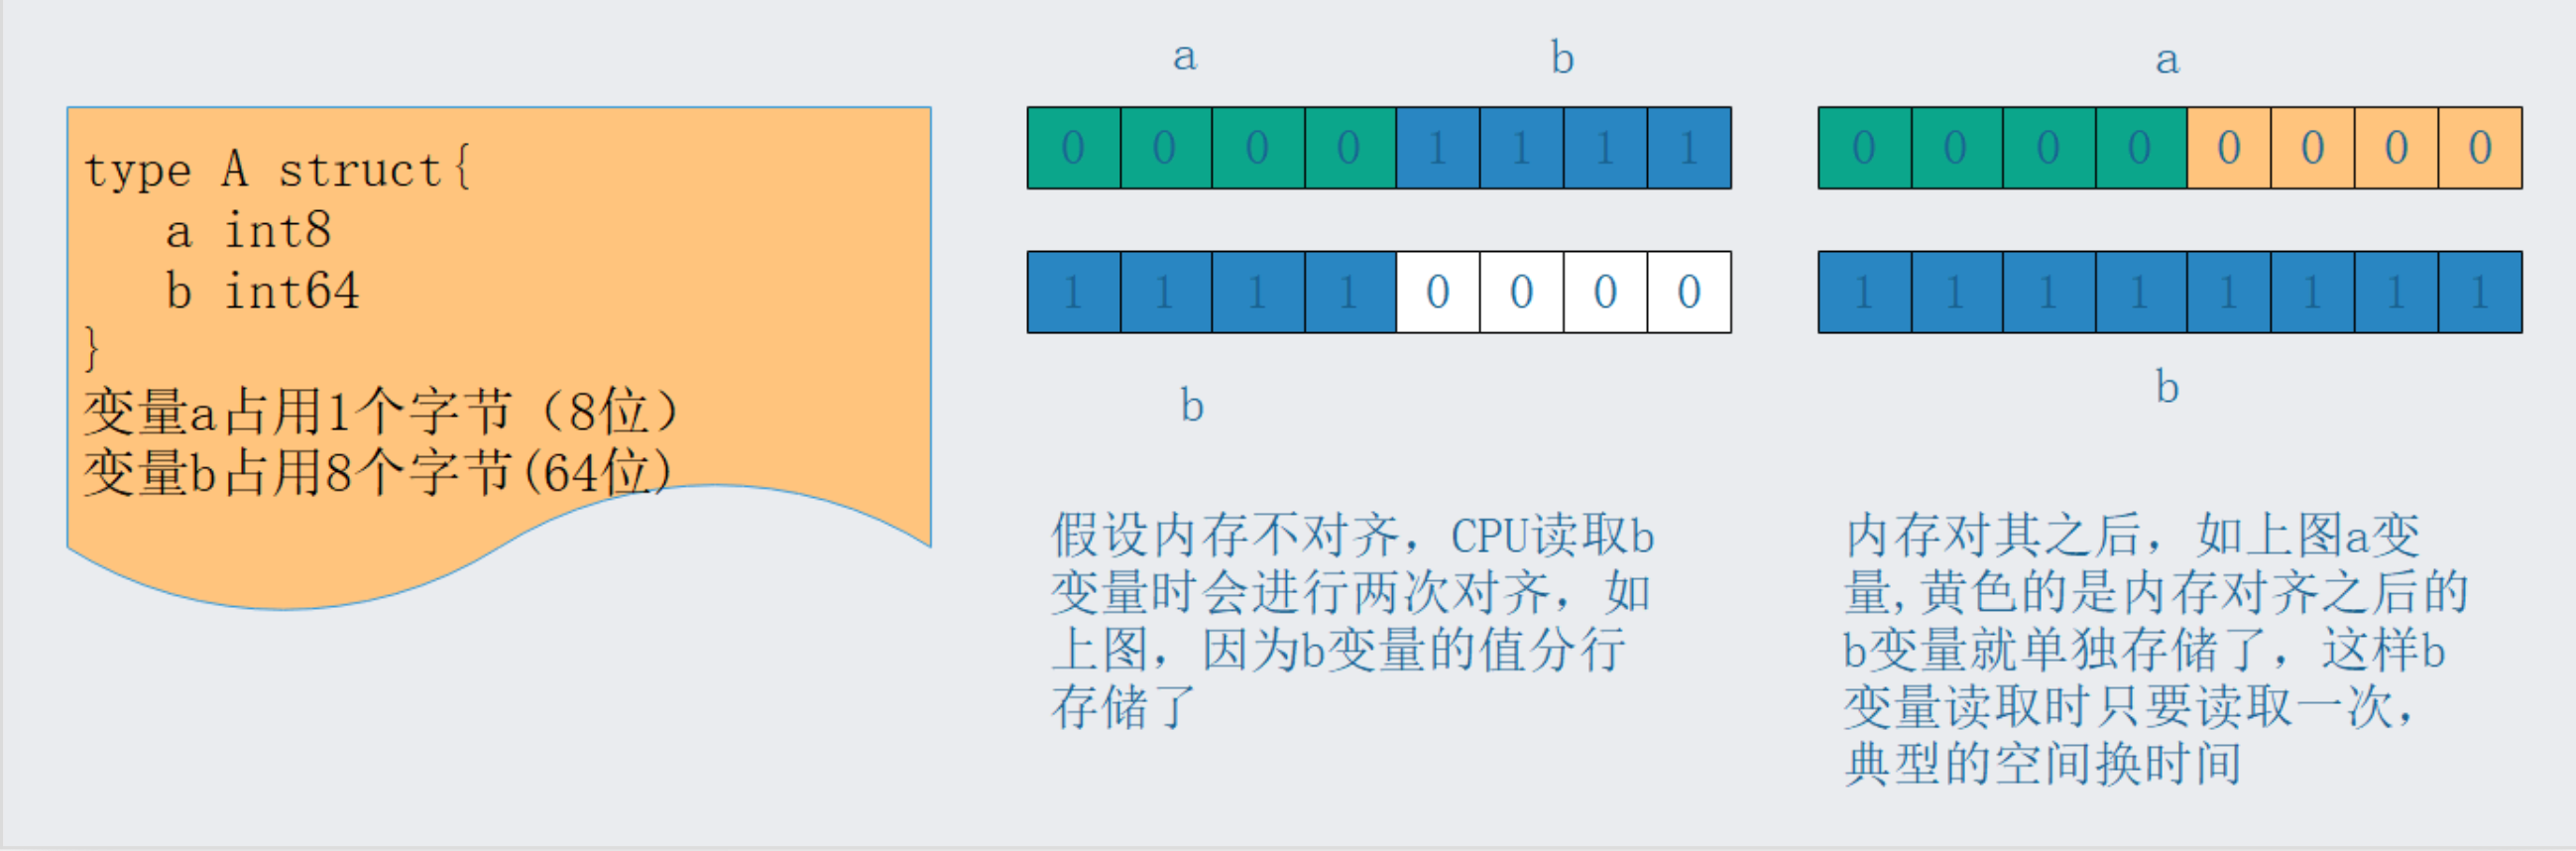 type A struct{
a int8
b int64
}
变量a占用1个字节（8位）
变量b占用8个字节(64位)
a
b
0 0 0 0 1 1 1 1
1 1 1 1 0 0 0 0
b
假设内存不对齐，CPU读取b
变量时会进行两次对齐，如
上图，因为b变量的值分行
存储了
a
0 0 0 0 0 0 0 0
1 1 1 1 1 1 1 1
b
内存对其之后，如上图a变
量,黄色的是内存对齐之后的
b变量就单独存储了，这样b
变量读取时只要读取一次，
典型的空间换时间